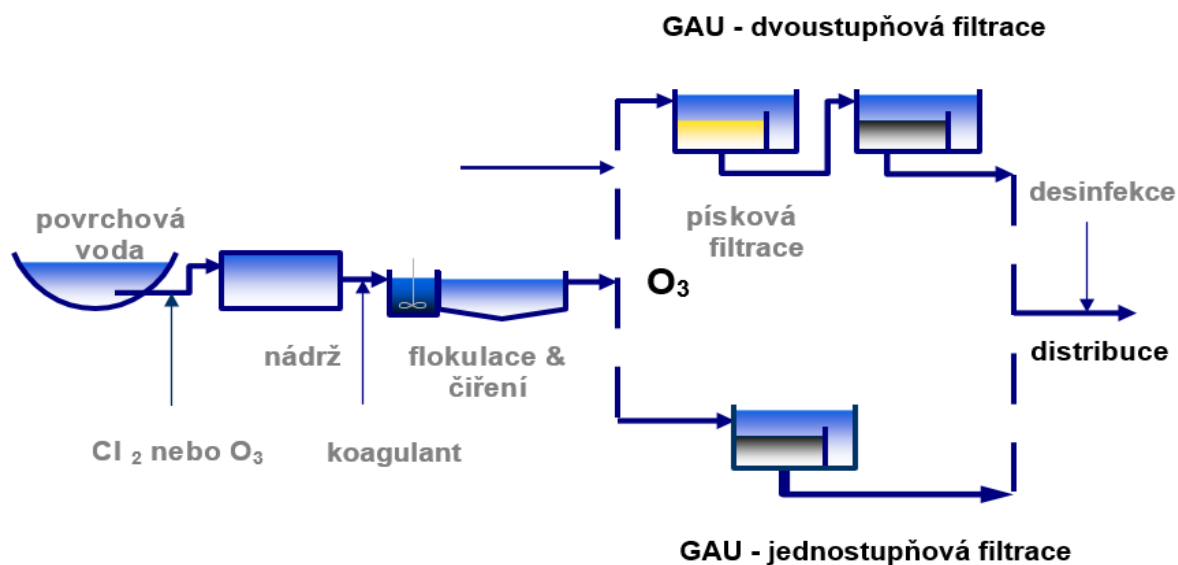 GAU - dvoustupňová filtrace
povrchová
voda
písková
filtrace
desinfekce
O3
nádrž
flokulace &
čiření
distribuce
Cl 2 nebo O3
koagulant
GAU - jednostupňová filtrace